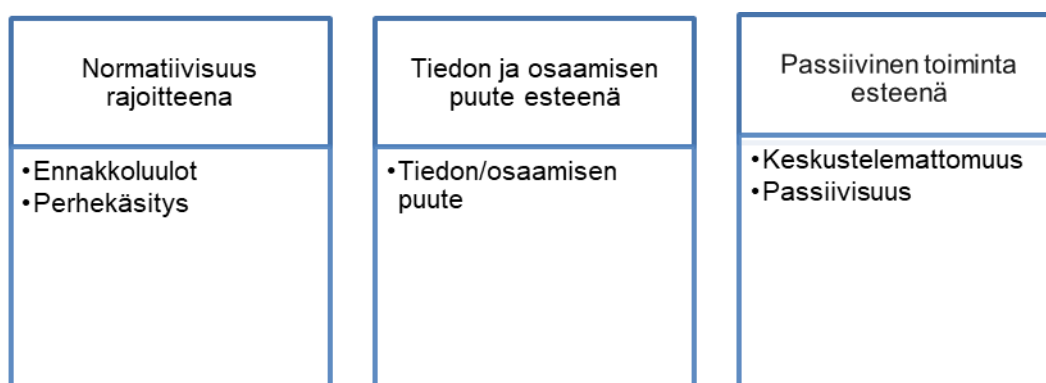 Normatiivisuus
rajoitteena
•Ennakkoluulot
•Perhekäsitys
Tiedon ja osaamisen
puute esteenä
•Tiedon/osaamisen
puute
Passiivinen toiminta
esteenä
•Keskustelemattomuus
•Passiivisuus